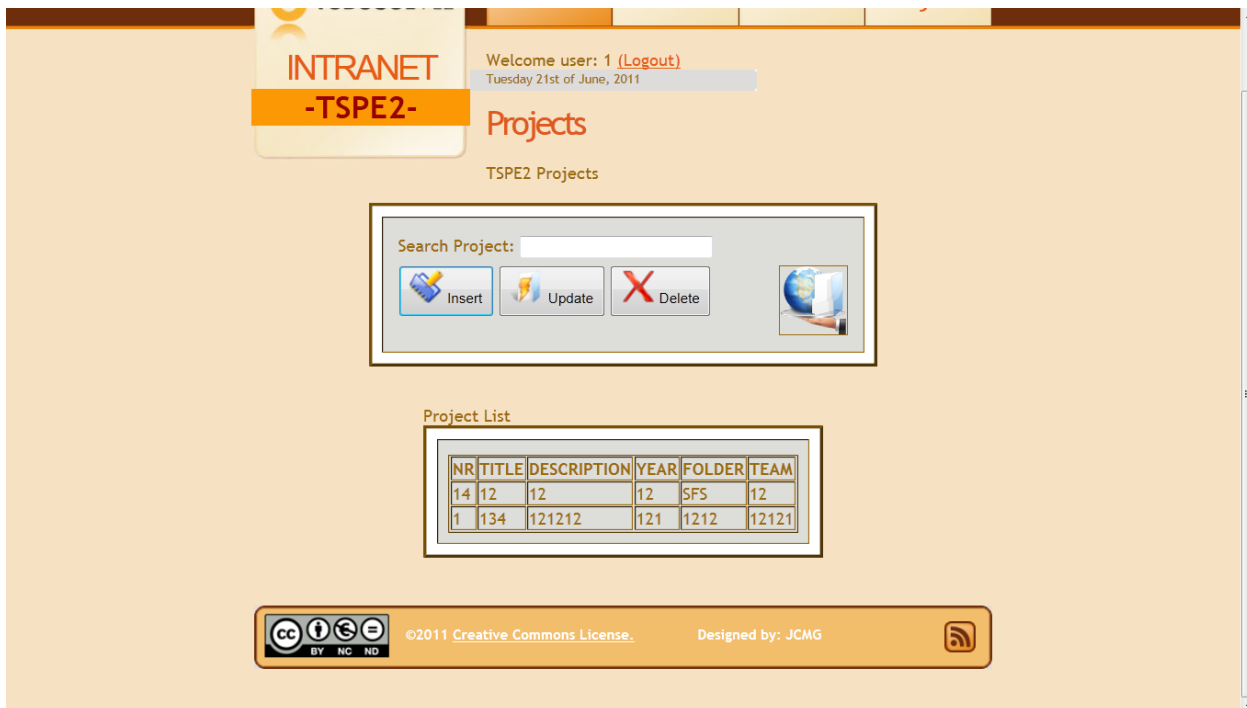 INTRANET
-TSPE2-
Welcome user: 1 (Logout)
Tuesday 21st of June, 2011
Projects
TSPE2 Projects
Search Project:
Insert Update Delete
Project List
NR TITLE DESCRIPTION YEAR FOLDER TEAM
14 12 12 12 SFS 12
1 134 121212 121 1212 12121
cc BY NC ND ©2011 Creative Commons License. Designed by: JCMG